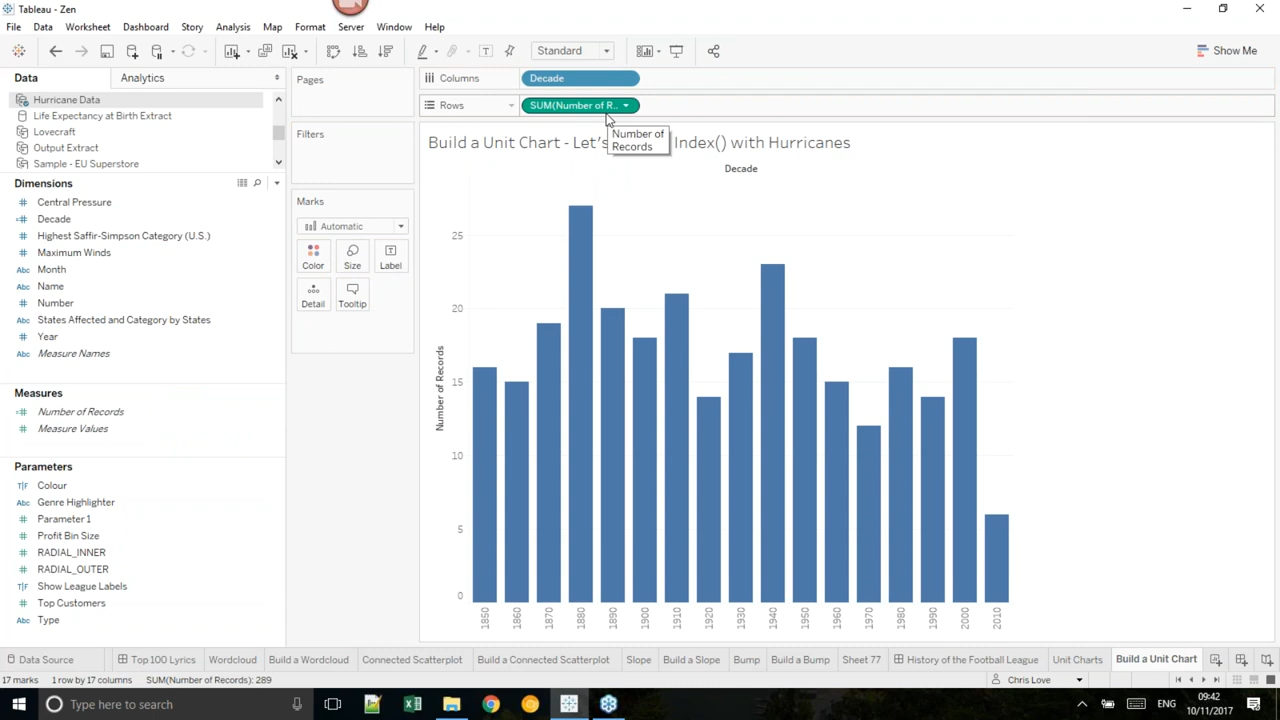 Tableau - Zen
File Data Worksheet Dashboard Story Analysis Map Format Server Window Help
Standard
Show Me
Data Analytics
Hurricane Data
Life Expectancy at Birth Extract
Lovecraft
Output Extract
Sample - EU Superstore
Dimensions
Central Pressure
Decade
Highest Saffir-Simpson Category (U.S.)
Maximum Winds
Abc Month
Abc Name
Number
Abc States Affected and Category by States
Year
Abc Measure Names
Measures
Number of Records
Measure Values
Parameters
T|F Colour
Abc Genre Highlighter
Abc Parameter 1
Profit Bin Size
RADIAL_INNER
RADIAL_OUTER
T|F Show League Labels
Top Customers
Abc Type
Pages
Filters
Marks
Automatic
Color Size Label
Detail Tooltip
Columns Decade
Rows SUM(Number of R..
Number of
Records
Build a Unit Chart - Let's Index() with Hurricanes
Decade
Number of Records
25
20
15
10
5
0
1850 1860 1870 1880 1890 1900 1910 1920 1930 1940 1950 1960 1970 1980 1990 2000 2010
Data Source Top 100 Lyrics Wordcloud Build a Wordcloud Connected Scatterplot Build a Connected Scatterplot Slope Build a Slope Bump Build a Bump Sheet 77 History of the Football League Unit Charts Build a Unit Chart
17 marks 1 row by 17 columns SUM(Number of Records): 289
Chris Love
Type here to search
ENG
09:42
10/11/2017